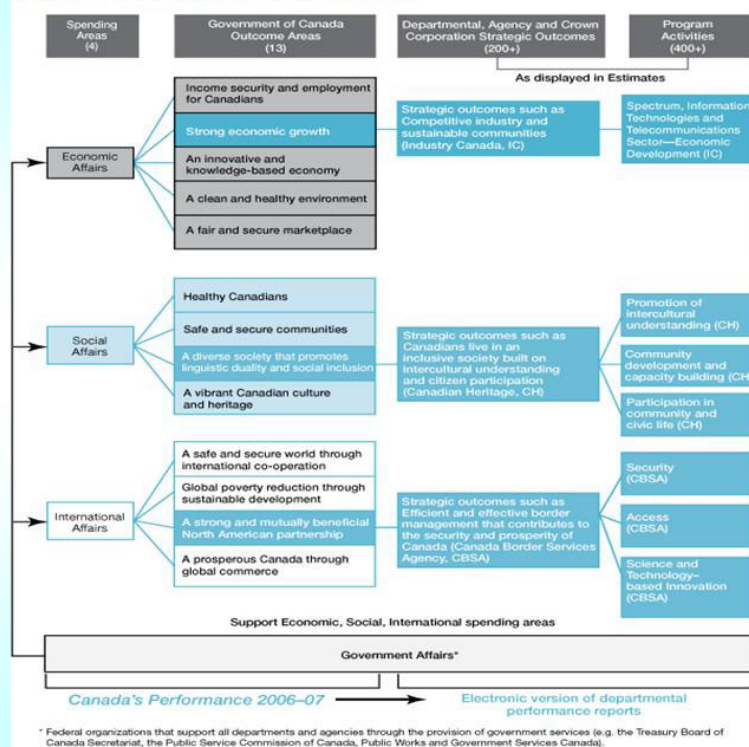 Spending
Areas
(4)
Government of Canada
Outcome Areas
(13)
Departmental, Agency and Crown
Corporation Strategic Outcomes
(200+)
Program
Activities
(400+)
As displayed in Estimates
Economic
Affairs
Income security and employment
for Canadians
Strong economic growth
An innovative and
knowledge-based economy
A clean and healthy environment
A fair and secure marketplace
Strategic outcomes such as
Competitive industry and
sustainable communities
(Industry Canada, IC)
Spectrum, Information
Technologies and
Telecommunications
Sector—Economic
Development (IC)
Social
Affairs
Healthy Canadians
Safe and secure communities
A diverse society that promotes
linguistic duality and social inclusion
A vibrant Canadian culture
and heritage
Strategic outcomes such as
Canadians live in an
inclusive society built on
intercultural understanding
and citizen participation
(Canadian Heritage, CH)
Promotion of
intercultural
understanding (CH)
Community
development and
capacity building (CH
Participation in
community and
civic life (CH)
International
Affairs
A safe and secure world through
international co-operation
Global poverty reduction through
sustainable development
A strong and mutually beneficial
North American partnership
A prosperous Canada through
global commerce
Strategic outcomes such as
Efficient and effective border
management that contributes to
the security and prosperity of
Canada (Canada Border Services
Agency, CBSA)
Security
(CBSA)
Access
(CBSA)
Science and
Technology–
based Innovation
(CBSA)
Support Economic, Social, International spending areas
Government Affairs*
Canada's Performance 2006–07
Electronic version of departmental
performance reports
* Federal organizations that support all departments and agencies through the provision of government services (e.g. the Treasury Board of
Canada Secretariat, the Public Service Commission of Canada, Public Works and Government Services Canada).